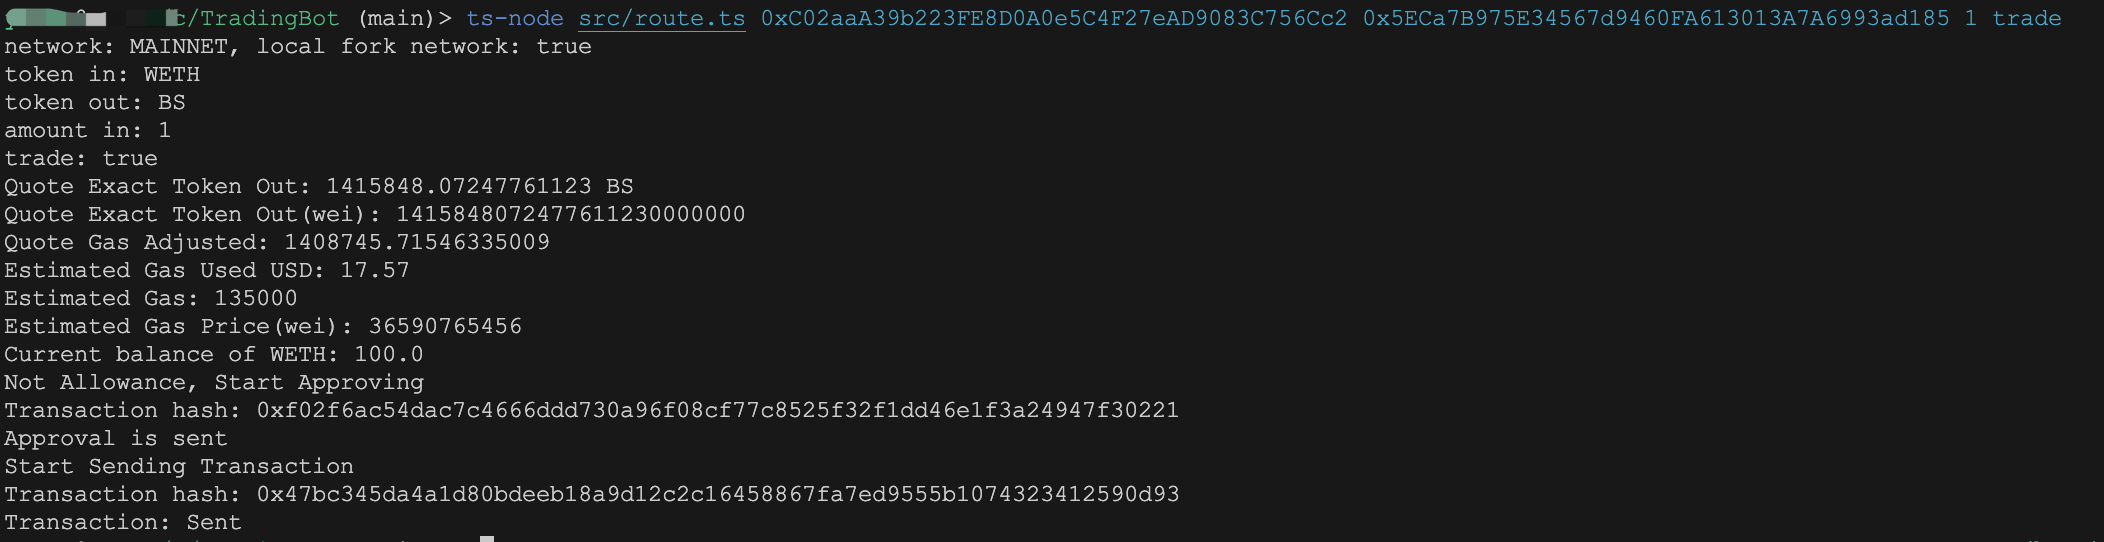 c/TradingBot (main)> ts-node src/route.ts 0xC02aaA39b223FE8D0A0e5C4F27eAD9083C756Cc2 0x5ECa7B975E34567d9460FA613013A7A6993ad185 1 trade
network: MAINNET, local fork network: true
token in: WETH
token out: BS
amount in: 1
trade: true
Quote Exact Token Out: 1415848.07247761123 BS
Quote Exact Token Out(wei): 1415848072477611230000000
Quote Gas Adjusted: 1408745.71546335009
Estimated Gas Used USD: 17.57
Estimated Gas: 135000
Estimated Gas Price(wei): 36590765456
Current balance of WETH: 100.0
Not Allowance, Start Approving
Transaction hash: 0xf02f6ac54dac7c4666ddd730a96f08cf77c8525f32f1dd46e1f3a24947f30221
Approval is sent
Start Sending Transaction
Transaction hash: 0x47bc345da4a1d80bdeeb18a9d12c2c16458867fa7ed9555b1074323412590d93
Transaction: Sent